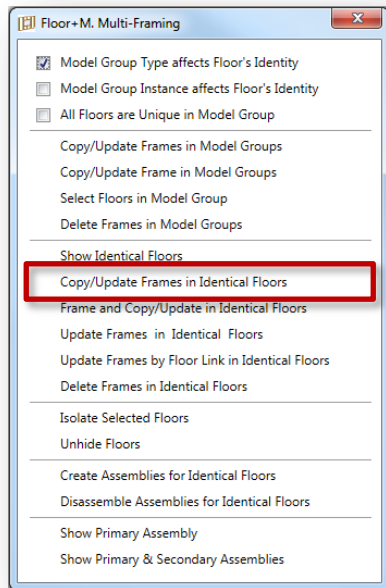 Floor+M. Multi-Framing
Model Group Type affects Floor's Identity
Model Group Instance affects Floor's Identity
All Floors are Unique in Model Group
Copy/Update Frames in Model Groups
Copy/Update Frame in Model Groups
Select Floors in Model Group
Delete Frames in Model Groups
Show Identical Floors
Copy/Update Frames in Identical Floors
Frame and Copy/Update in Identical Floors
Update Frames in Identical Floors
Update Frames by Floor Link in Identical Floors
Delete Frames in Identical Floors
Isolate Selected Floors
Unhide Floors
Create Assemblies for Identical Floors
Disassemble Assemblies for Identical Floors
Show Primary Assembly
Show Primary & Secondary Assemblies